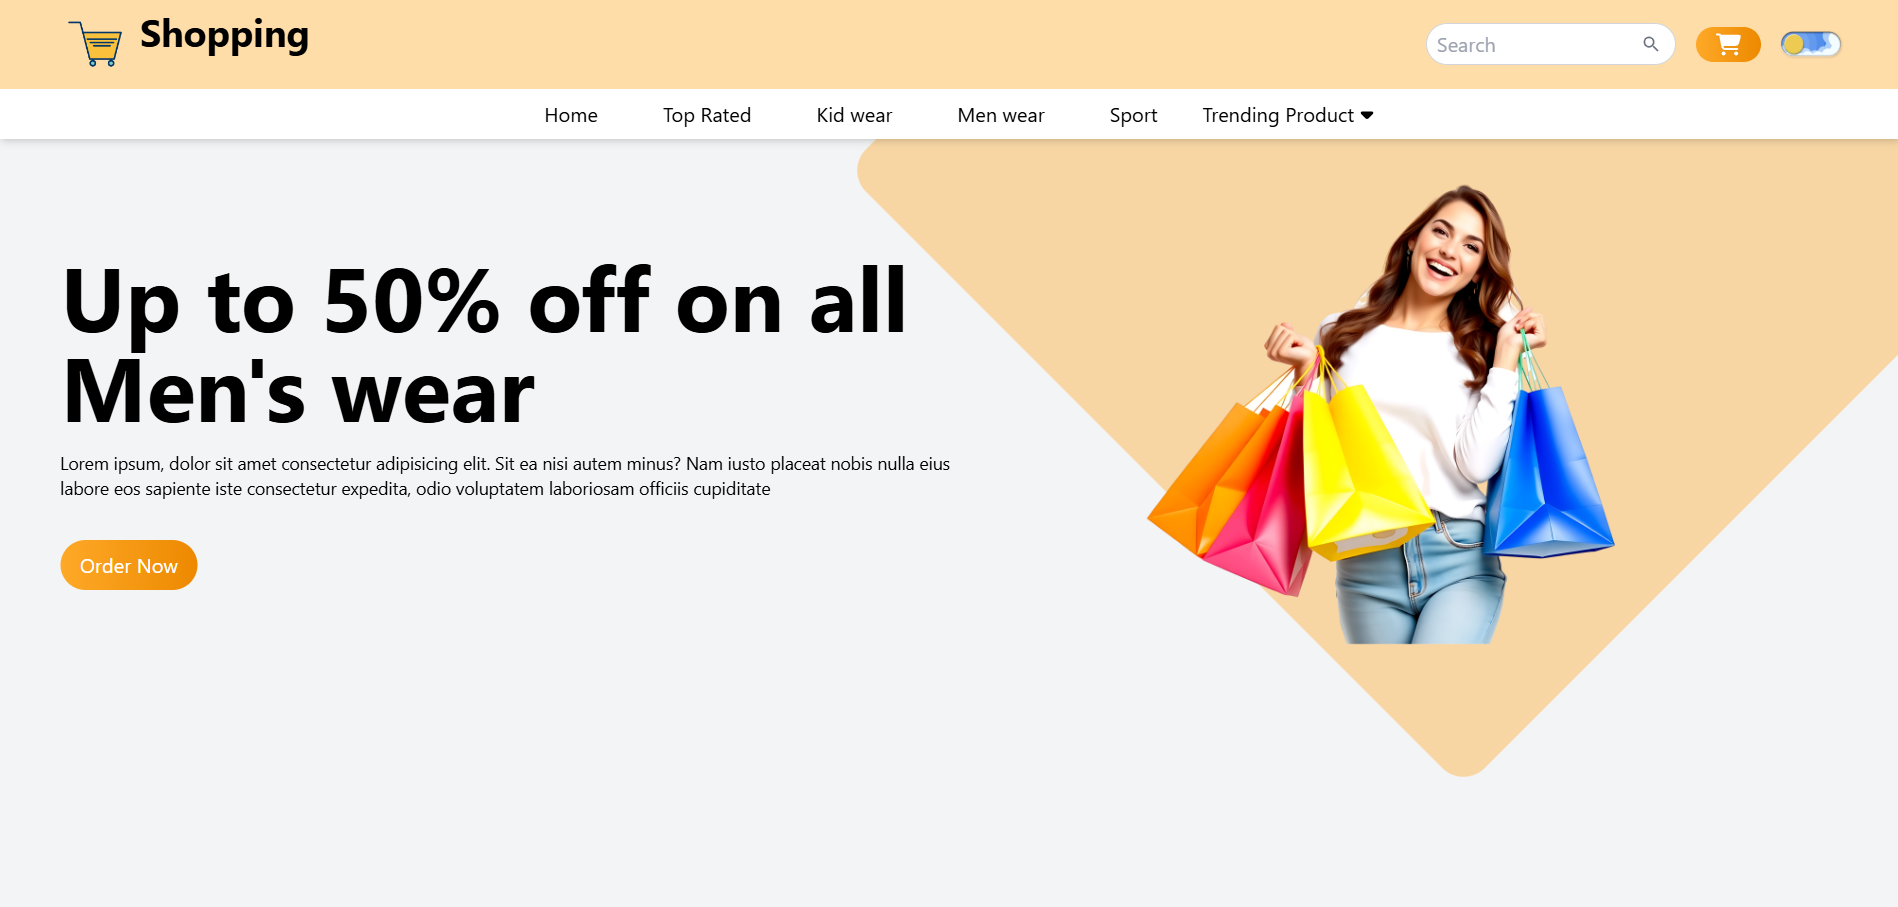 Shopping
Search
Home
Top Rated
Kid wear
Men wear
Sport
Trending Product
Up to 50% off on all
Men's wear
Lorem ipsum, dolor sit amet consectetur adipisicing elit. Sit ea nisi autem minus? Nam iusto placeat nobis nulla eius
labore eos sapiente iste consectetur expedita, odio voluptatem laboriosam officiis cupiditate
Order Now